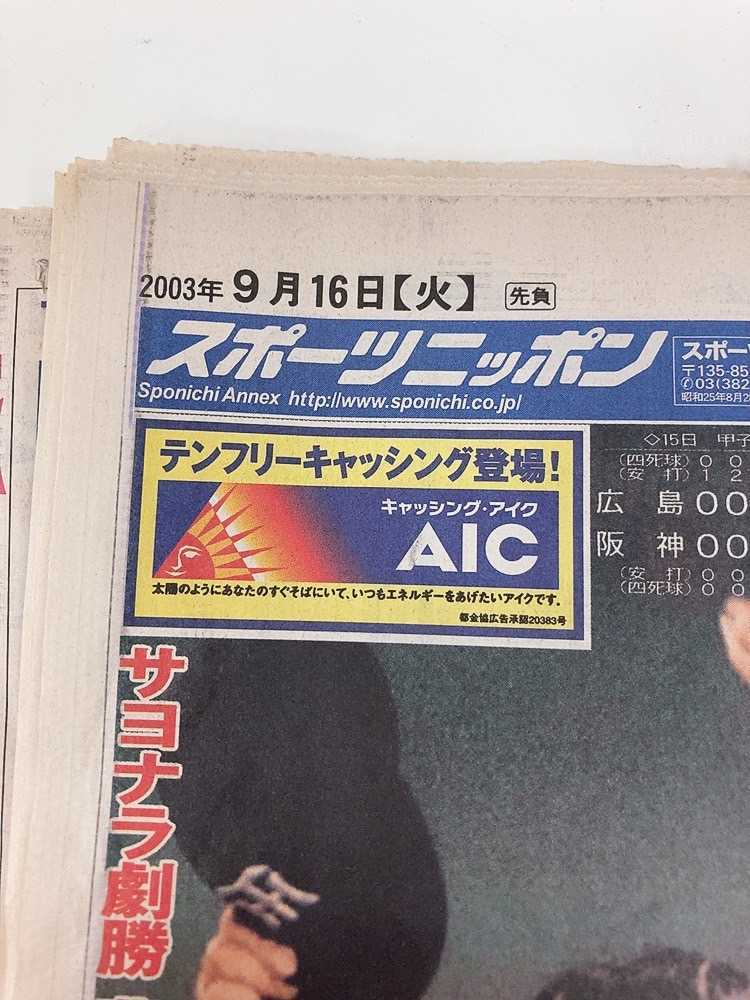 2003年 9月16日【火】 先負
スポーツニッポン
Sponichi Annex http://www.sponichi.co.jp/
スポー
〒135-85
✆03(382
昭和25年8月2
テンフリーキャッシング登場!
キャッシング・アイク
AIC
太陽のようにあなたのすぐそばにいて、いつもエネルギーをあげたいアイクです。
都金協広告承認20383号
◇15日 甲子
(四死球) 0 0
(安 打) 1 2
広 島 00
阪 神 00
(安 打) 0 0
(四死球) 0 0
サヨナラ劇勝